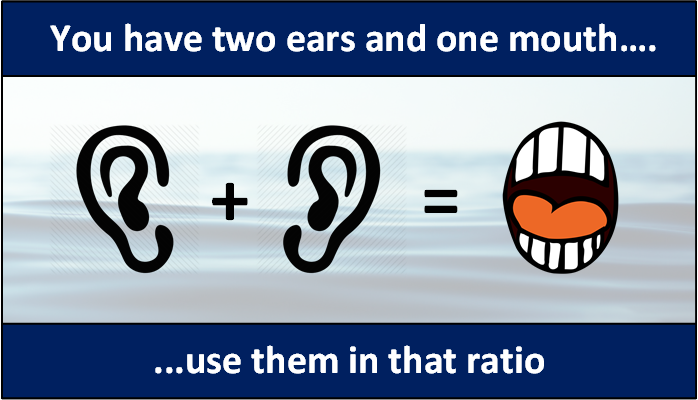 You have two ears and one mouth....
+ =
...use them in that ratio